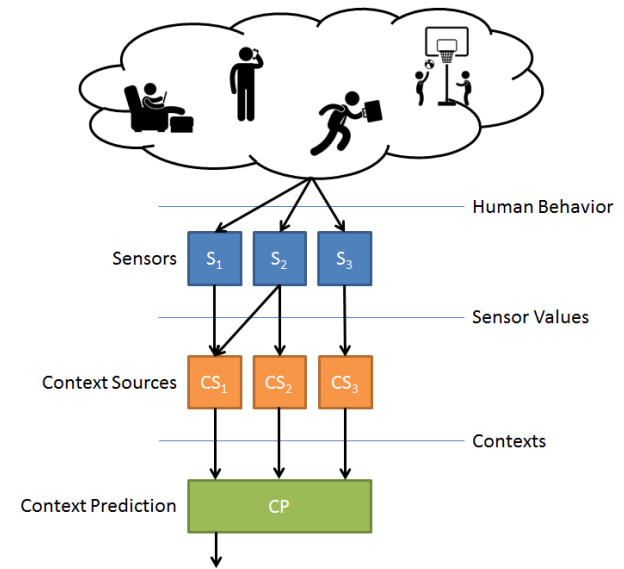 Human Behavior
Sensors S₁ S₂ S₃
Sensor Values
Context Sources CS₁ CS₂ CS₃
Contexts
Context Prediction CP